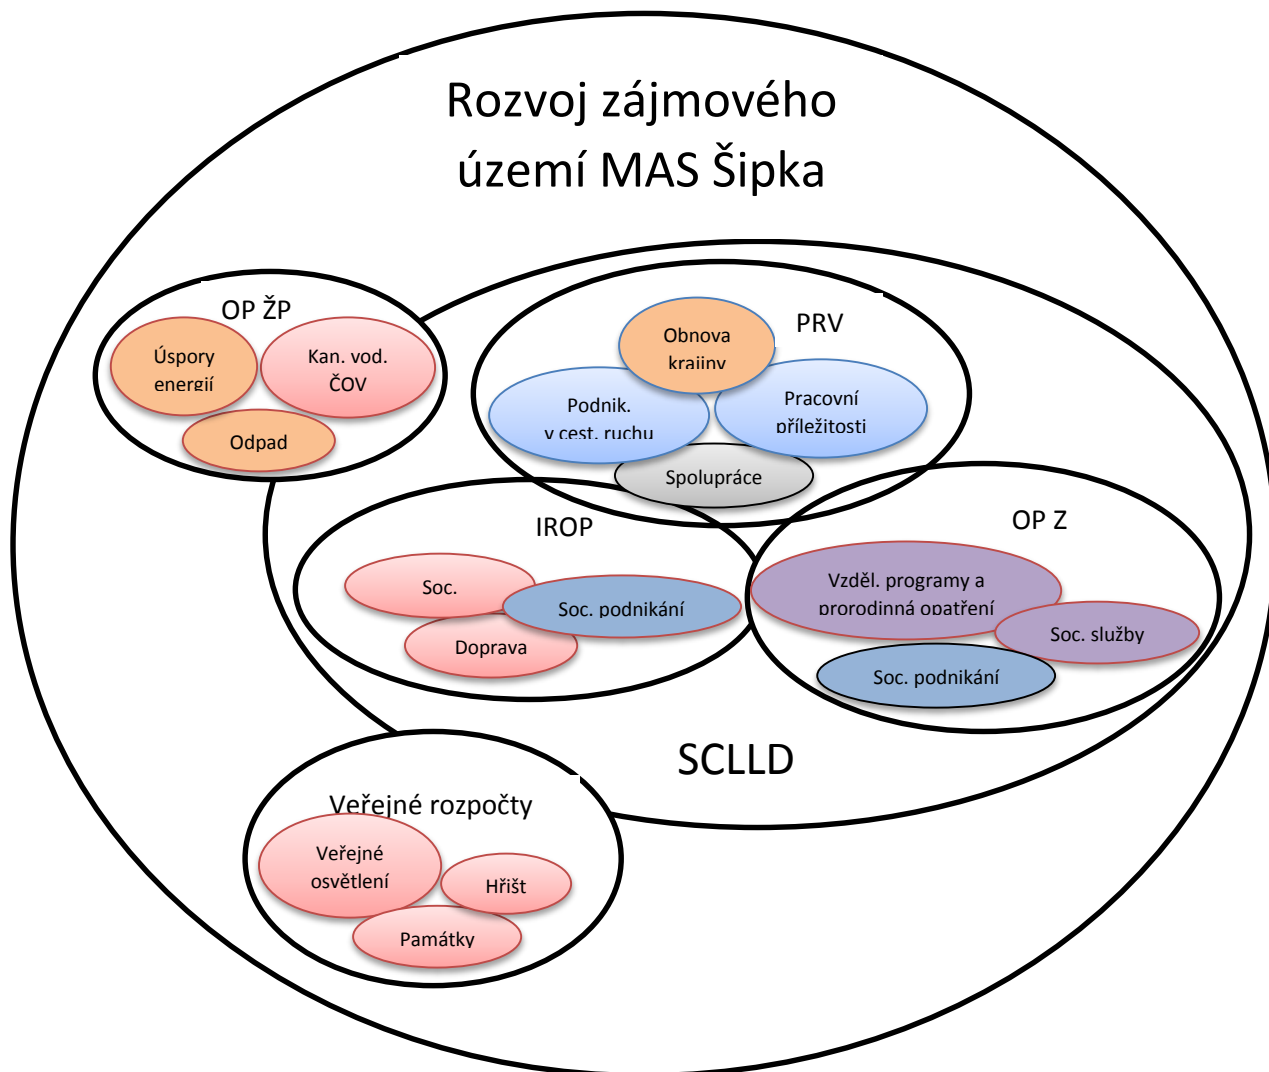 Rozvoj zájmového
území MAS Šipka
OP ŽP
Úspory
energií
Kan. vod.
ČOV
Odpad
PRV
Obnova
krajiny
Podnik.
v cest. ruchu
Pracovní
příležitosti
Spolupráce
IROP
Soc.
Soc. podnikání
Doprava
OP Z
Vzděl. programy a
prorodinná opatření
Soc. služby
Soc. podnikání
SCLLD
Veřejné rozpočty
Veřejné
osvětlení
Hřišt
Památky